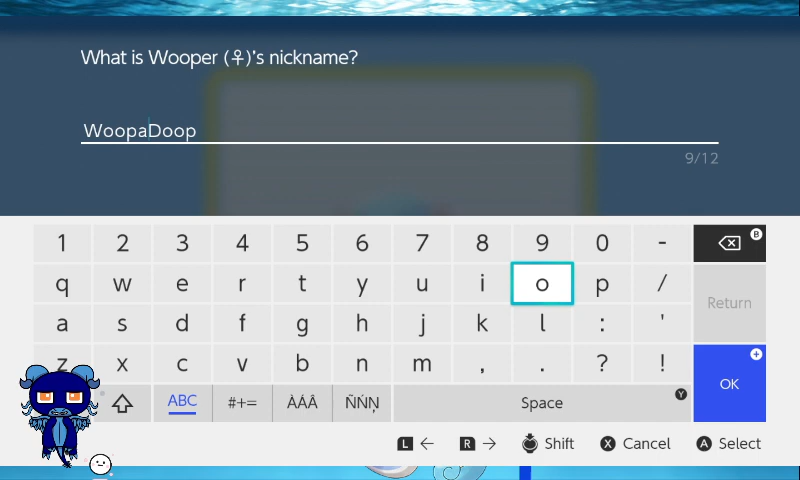 What is Wooper (♀)'s nickname?
WoopaDoop
9/12
1 2 3 4 5 6 7 8 9 0 - B
q w e r t y u i o p / Return
a s d f g h j k l : '
z x c v b n m , . ? ! + OK
ABC #+= ÀÁÂ ÑŃŅ Space Y
L ← R → Shift X Cancel A Select